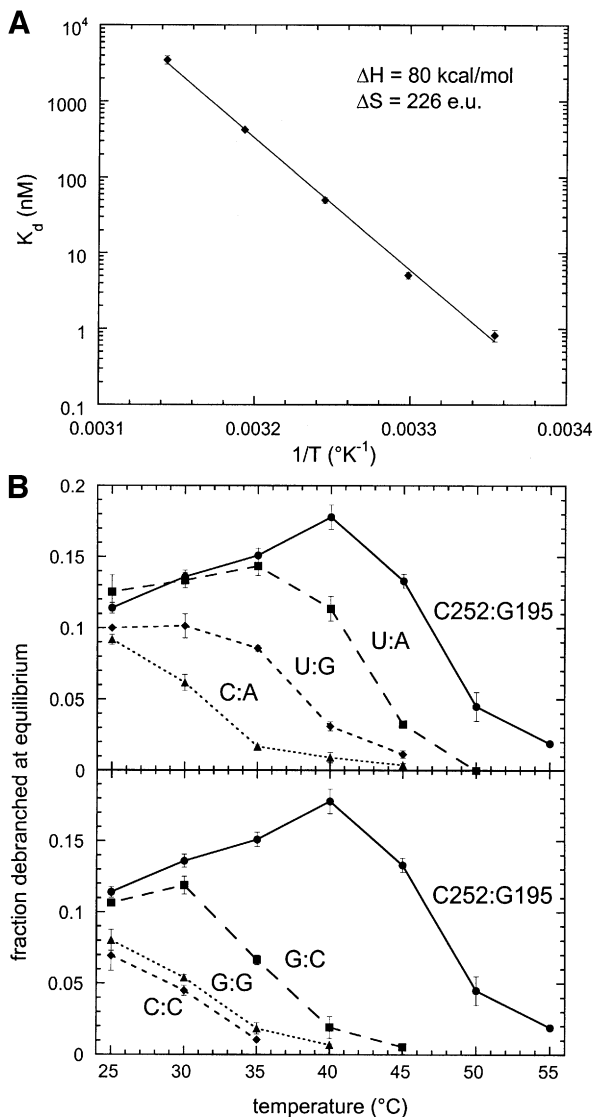 A
10⁴
1000
100
10
1
0.1
K_d (nM)
ΔH = 80 kcal/mol
ΔS = 226 e.u.
0.0031 0.0032 0.0033 0.0034
1/T (°K⁻¹)
B
0.2
0.15
0.1
0.05
0
C252:G195
U:A
U:G
C:A
0.15
0.1
0.05
0
C252:G195
G:C
G:G
C:C
fraction debranched at equilibrium
25 30 35 40 45 50 55
temperature (°C)